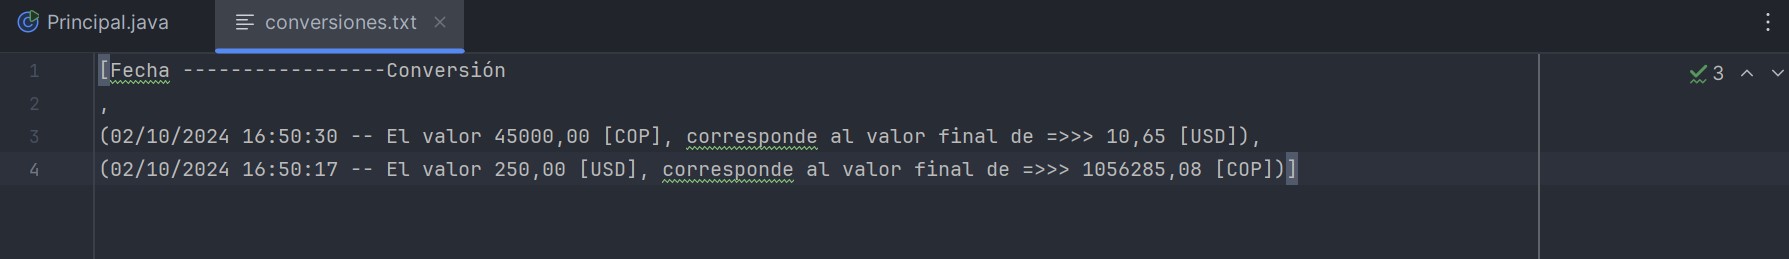 Principal.java conversiones.txt
3
1 [Fecha -----------------Conversión
2 ,
3 (02/10/2024 16:50:30 -- El valor 45000,00 [COP], corresponde al valor final de =>>> 10,65 [USD]),
4 (02/10/2024 16:50:17 -- El valor 250,00 [USD], corresponde al valor final de =>>> 1056285,08 [COP])]